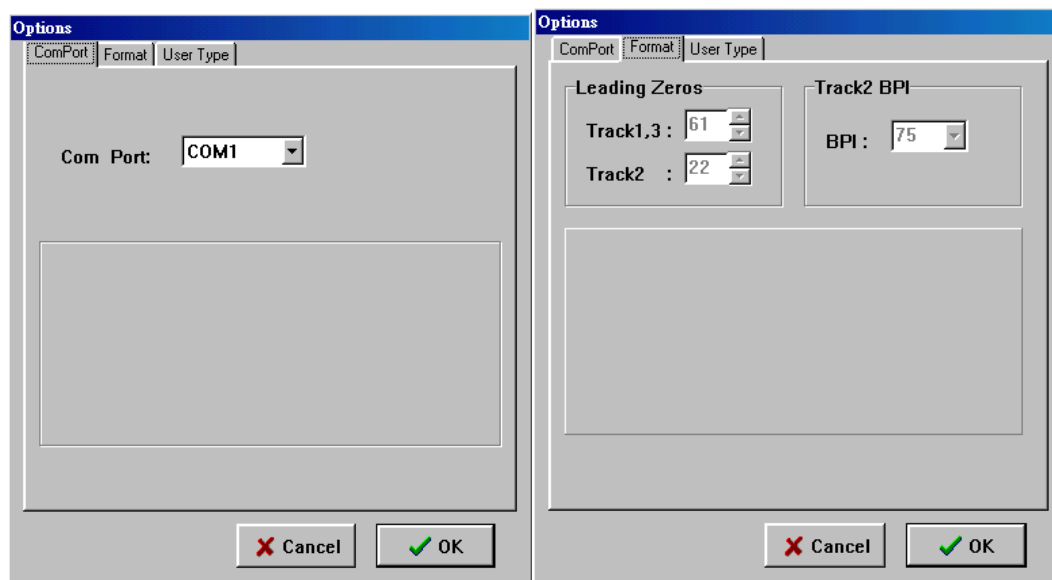 Options
ComPort Format User Type
Com Port: COM1
Cancel OK
Options
ComPort Format User Type
Leading Zeros
Track1,3 : 61
Track2 : 22
Track2 BPI
BPI : 75
Cancel OK